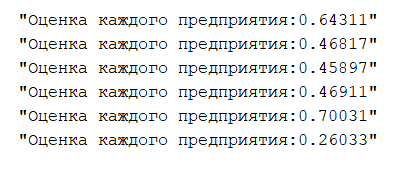 "Оценка каждого предприятия:0.64311"
"Оценка каждого предприятия:0.46817"
"Оценка каждого предприятия:0.45897"
"Оценка каждого предприятия:0.46911"
"Оценка каждого предприятия:0.70031"
"Оценка каждого предприятия:0.26033"